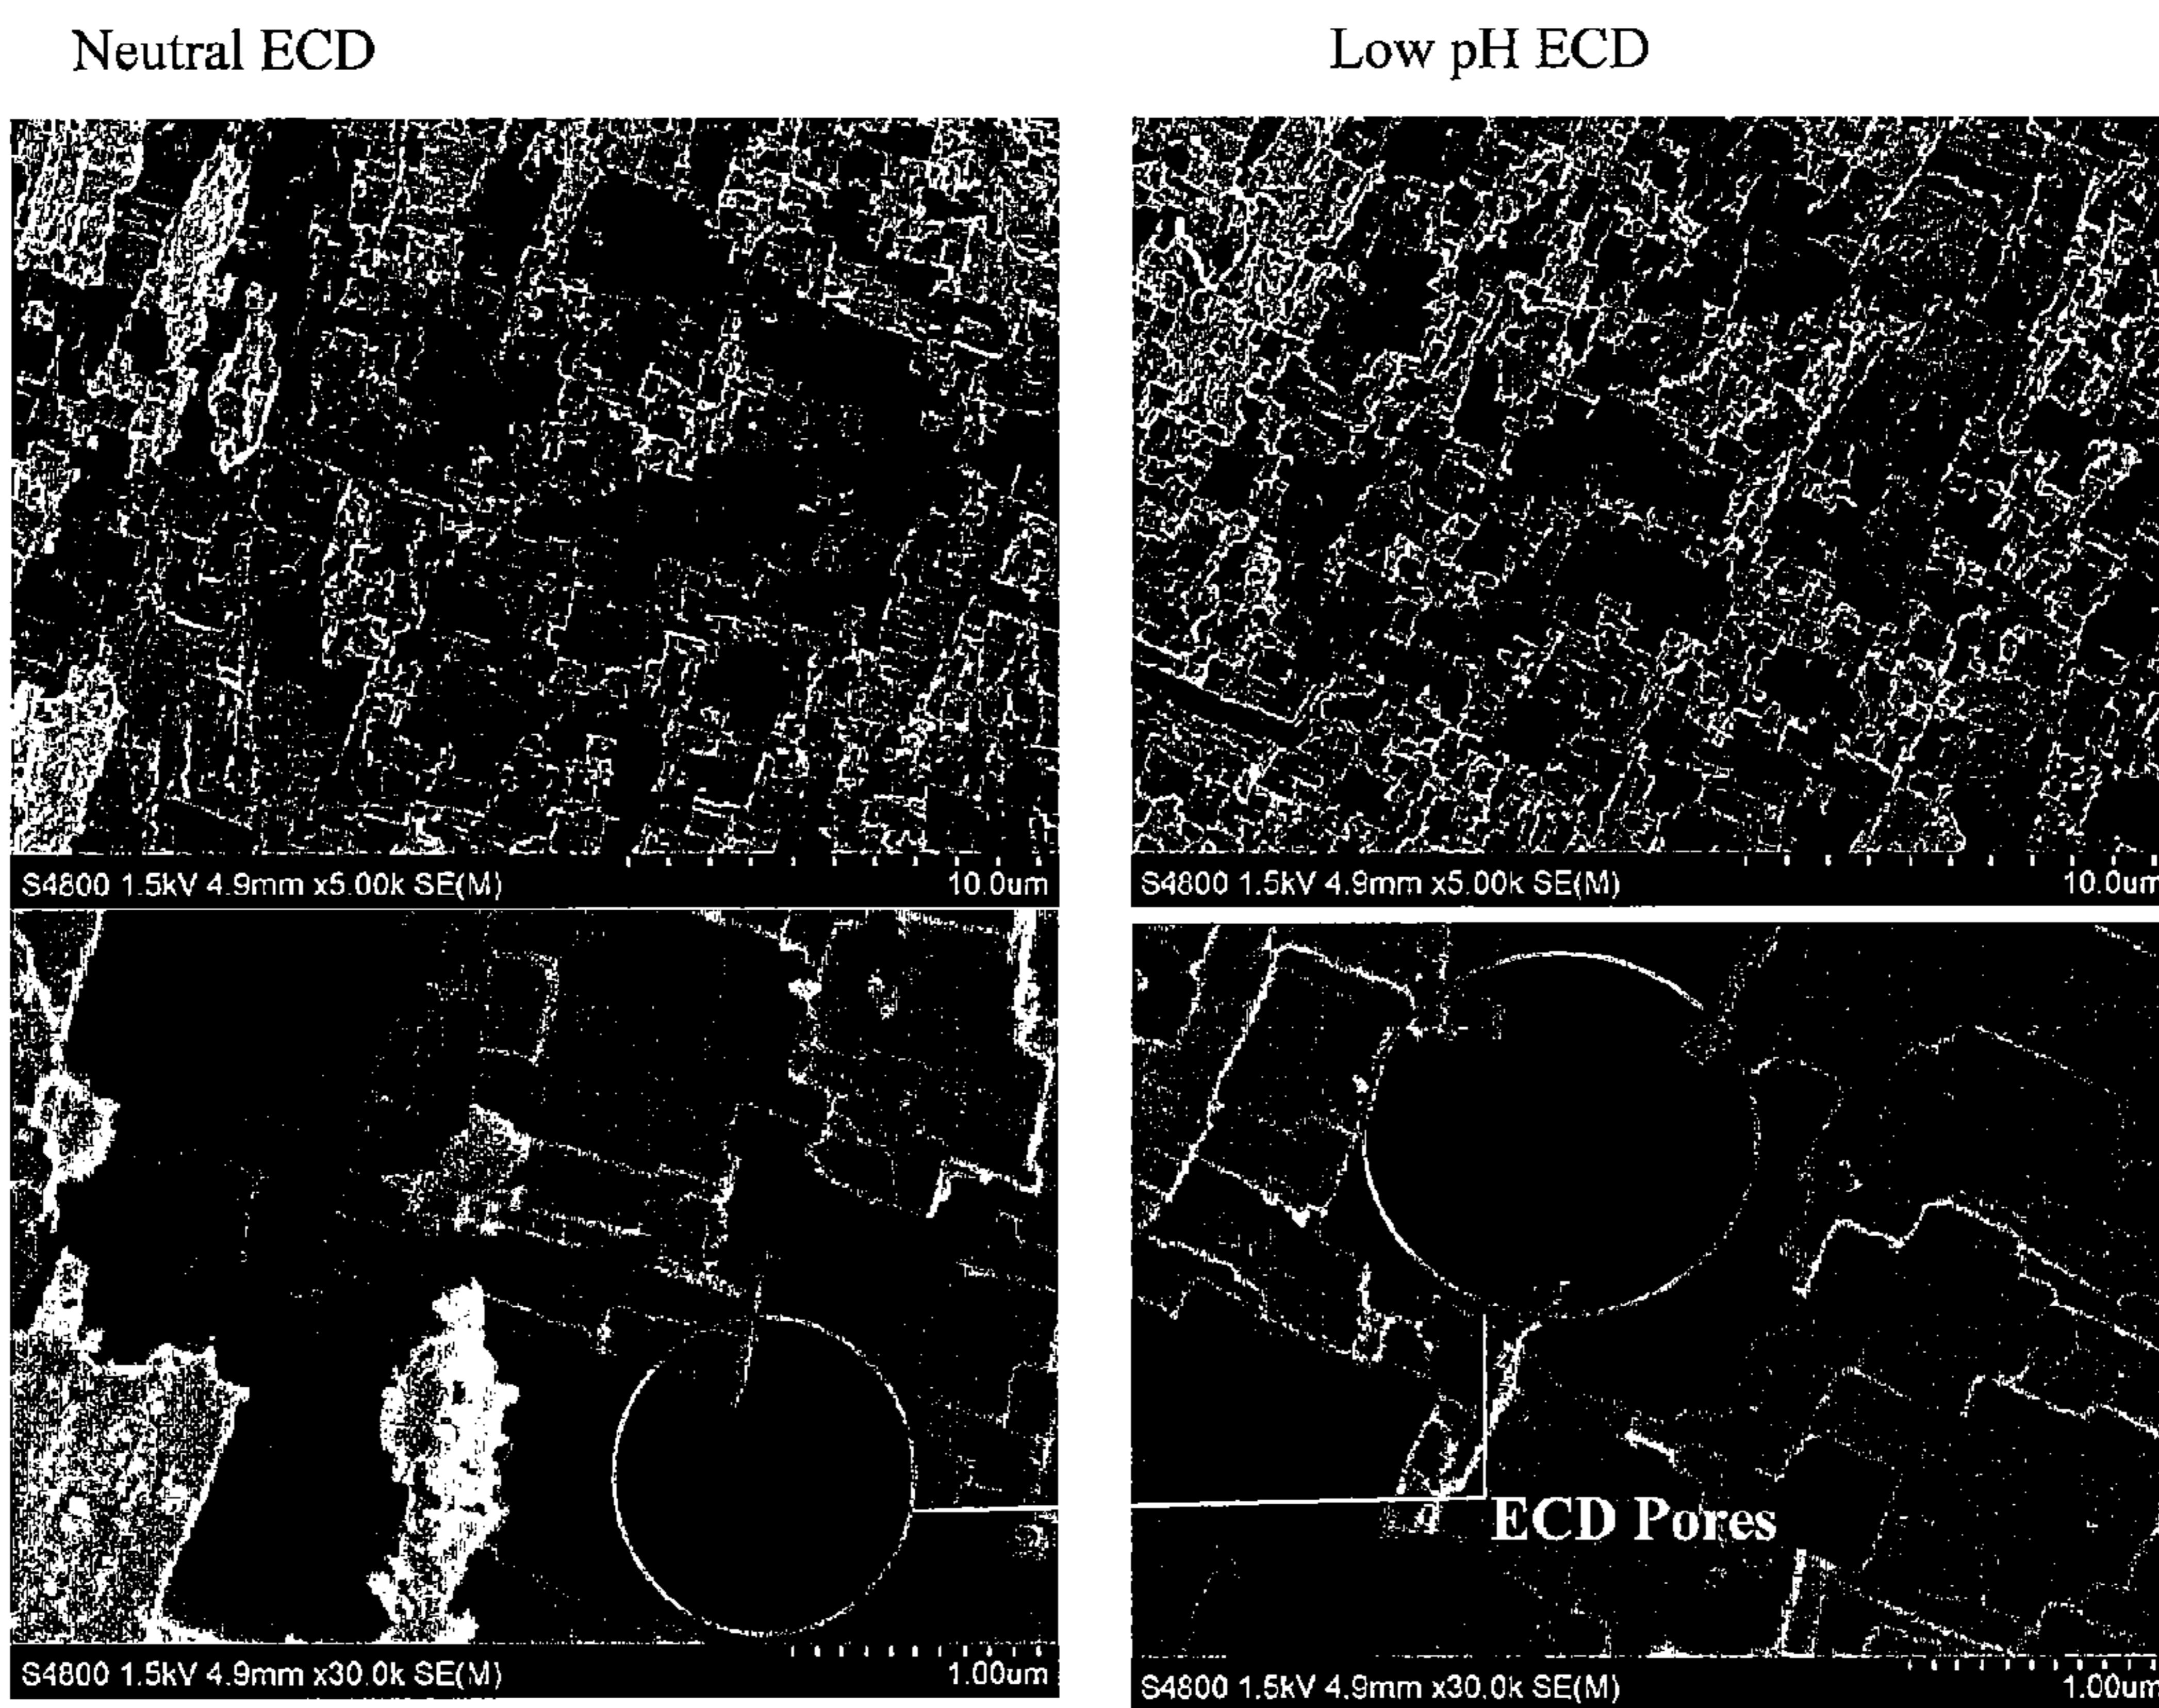 Neutral ECD
Low pH ECD
S4800 1.5kV 4.9mm x5.00k SE(M)
10.0um
S4800 1.5kV 4.9mm x5.00k SE(M)
10.0um
ECD Pores
S4800 1.5kV 4.9mm x30.0k SE(M)
1.00um
S4800 1.5kV 4.9mm x30.0k SE(M)
1.00um